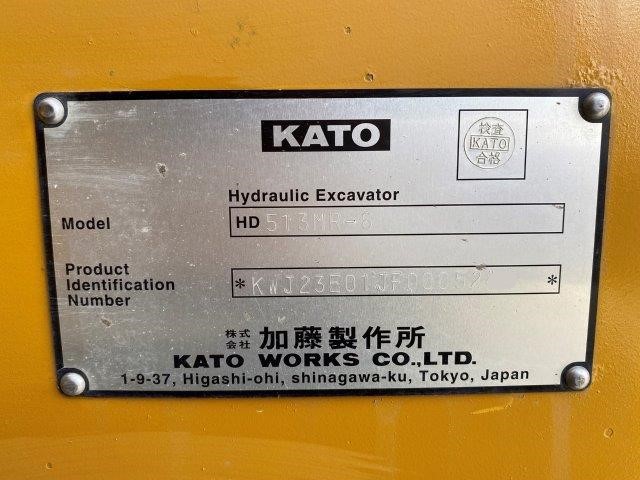 KATO
検査
KATO
合格
Hydraulic Excavator
Model HD 513MR-6
Product
Identification
Number
株式
会社 加藤製作所
KATO WORKS CO.,LTD.
1-9-37, Higashi-ohi, shinagawa-ku, Tokyo, Japan